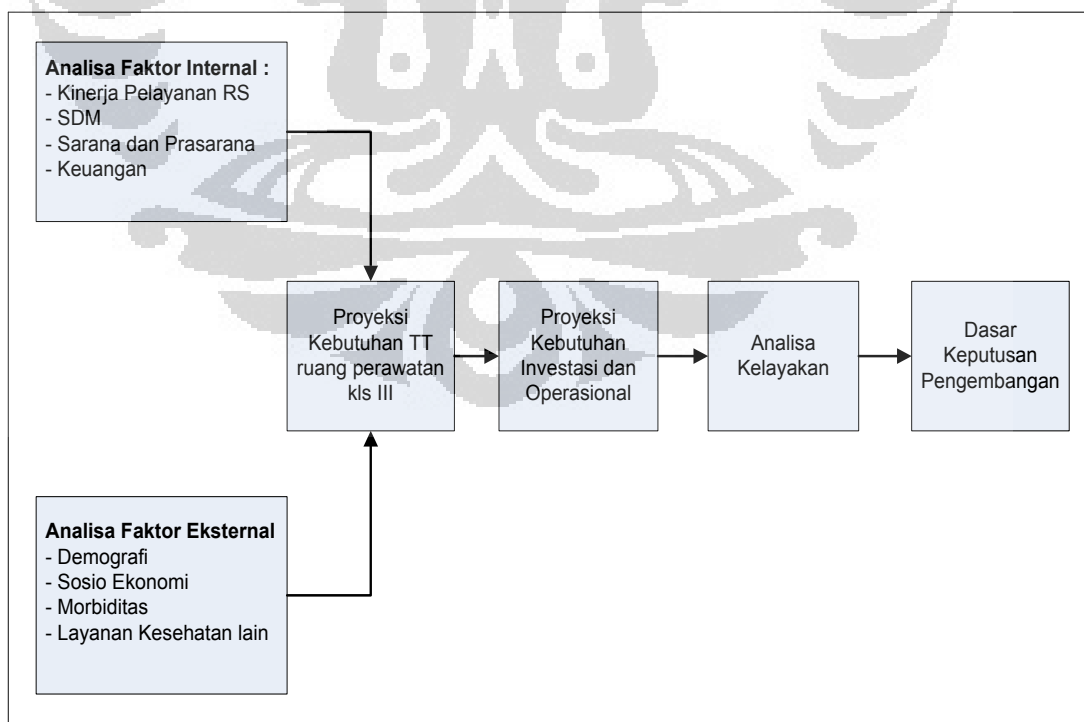 Analisa Faktor Internal :
- Kinerja Pelayanan RS
- SDM
- Sarana dan Prasarana
- Keuangan
Proyeksi
Kebutuhan TT
ruang perawatan
kls III
Proyeksi
Kebutuhan
Investasi dan
Operasional
Analisa
Kelayakan
Dasar
Keputusan
Pengembangan
Analisa Faktor Eksternal
- Demografi
- Sosio Ekonomi
- Morbiditas
- Layanan Kesehatan lain